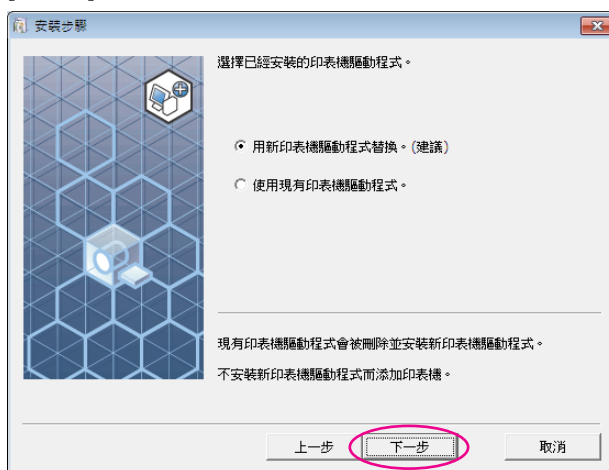 安裝步驟
選擇已經安裝的印表機驅動程式。
用新印表機驅動程式替換。(建議)
使用現有印表機驅動程式。
現有印表機驅動程式會被刪除並安裝新印表機驅動程式。
不安裝新印表機驅動程式而添加印表機。
上一步 下一步 取消